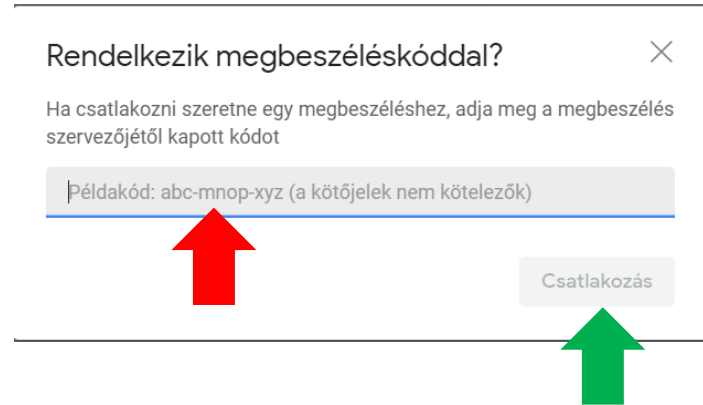 Rendelkezik megbeszéléskóddal?
Ha csatlakozni szeretne egy megbeszéléshez, adja meg a megbeszélés
szervezőjétől kapott kódot
Példakód: abc-mnop-xyz (a kötőjelek nem kötelezők)
Csatlakozás